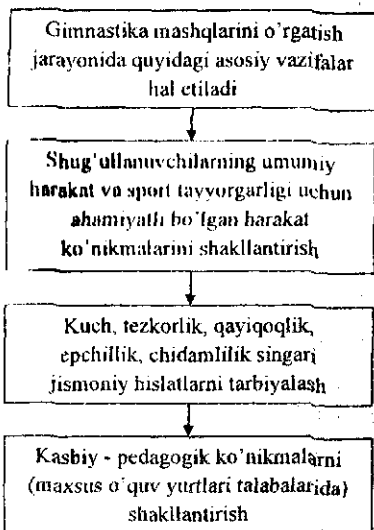 Gimnastika mashqlarini o'rgatish
jarayonida quyidagi asosiy vazifalar
hal etiladi
Shug'ullanuvchilarning umumiy
harakat va sport tayyorgarligi uchun
ahamiyatli bo'lgan harakat
ko'nikmalarini shakllantirish
Kuch, tezkorlik, qayiqoqlik,
epchillik, chidamlilik singari
jismoniy hislatlarni tarbiyalash
Kasbiy - pedagogik ko'nikmalarni
(maxsus o'quv yurtlari talabalarida)
shakllantirish